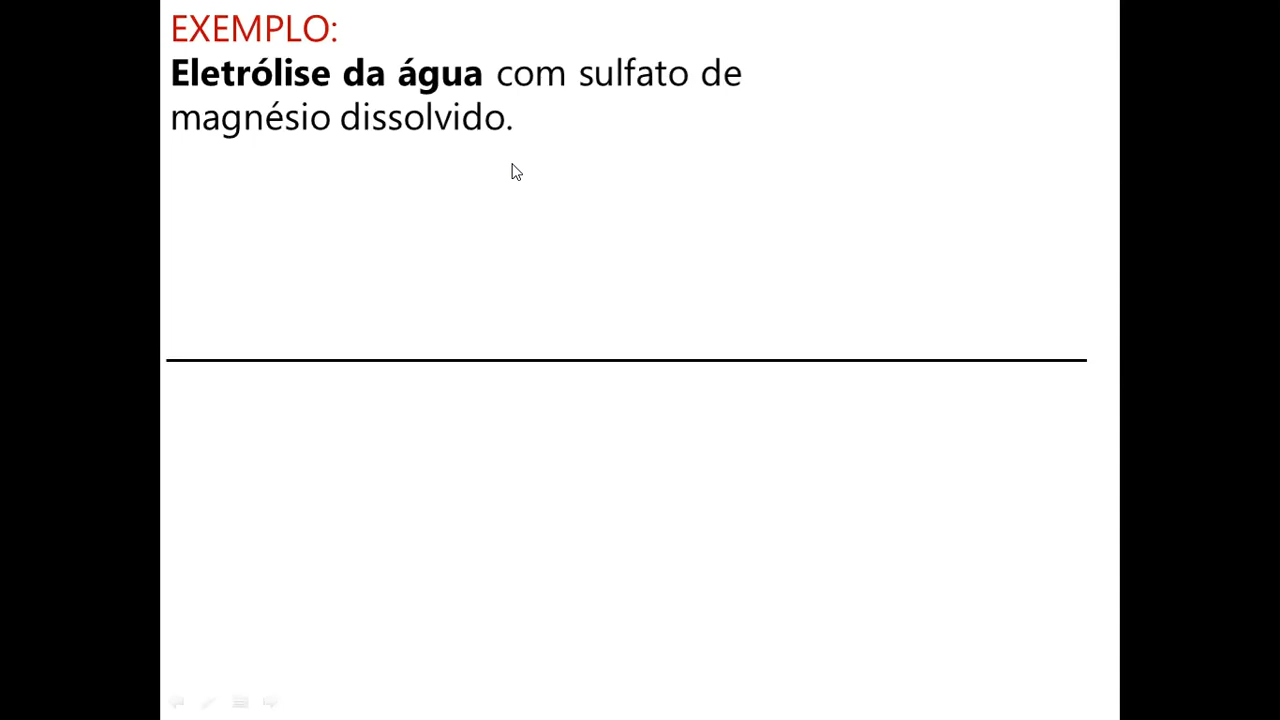 EXEMPLO:
Eletrólise da água com sulfato de
magnésio dissolvido.